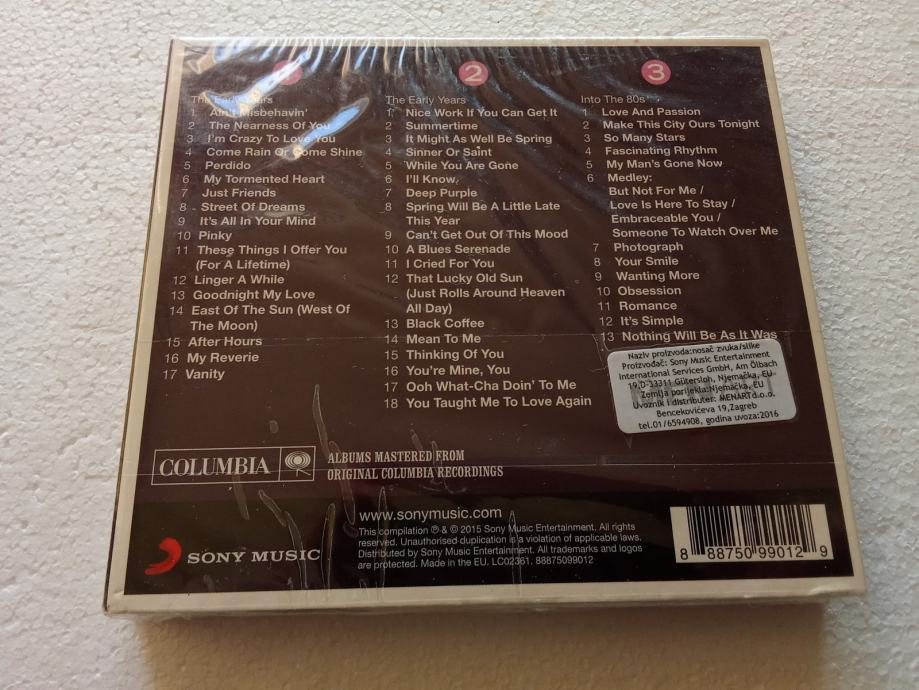 1
The Early Years
1 Ain't Misbehavin'
2 The Nearness Of You
3 I'm Crazy To Love You
4 Come Rain Or Come Shine
5 Perdido
6 My Tormented Heart
7 Just Friends
8 Street Of Dreams
9 It's All In Your Mind
10 Pinky
11 These Things I Offer You
(For A Lifetime)
12 Linger A While
13 Goodnight My Love
14 East Of The Sun (West Of
The Moon)
15 After Hours
16 My Reverie
17 Vanity
2
The Early Years
1 Nice Work If You Can Get It
2 Summertime
3 It Might As Well Be Spring
4 Sinner Or Saint
5 While You Are Gone
6 I'll Know
7 Deep Purple
8 Spring Will Be A Little Late
This Year
9 Can't Get Out Of This Mood
10 A Blues Serenade
11 I Cried For You
12 That Lucky Old Sun
(Just Rolls Around Heaven
All Day)
13 Black Coffee
14 Mean To Me
15 Thinking Of You
16 You're Mine, You
17 Ooh What-Cha Doin' To Me
18 You Taught Me To Love Again
3
Into The 80s
1 Love And Passion
2 Make This City Ours Tonight
3 So Many Stars
4 Fascinating Rhythm
5 My Man's Gone Now
6 Medley:
But Not For Me /
Love Is Here To Stay /
Embraceable You /
Someone To Watch Over Me
7 Photograph
8 Your Smile
9 Wanting More
10 Obsession
11 Romance
12 It's Simple
13 Nothing Will Be As It Was
Naziv proizvoda:nosač zvuka/slike
Proizvođač: Sony Music Entertainment
International Services GmbH, Am Ölbach
19,D-33311 Gütersloh, Njemačka, EU
Zemlja porijekla:Njemačka, EU
Uvoznik i distributer: MENART d.o.o.
Bencekovićeva 19,Zagreb
tel.01/6594908, godina uvoza:2016
COLUMBIA
ALBUMS MASTERED FROM
ORIGINAL COLUMBIA RECORDINGS
SONY MUSIC
www.sonymusic.com
This compilation ℗ & © 2015 Sony Music Entertainment. All rights
reserved. Unauthorised duplication is a violation of applicable laws.
Distributed by Sony Music Entertainment. All trademarks and logos
are protected. Made in the EU. LC02361. 88875099012
8 88750 99012 9